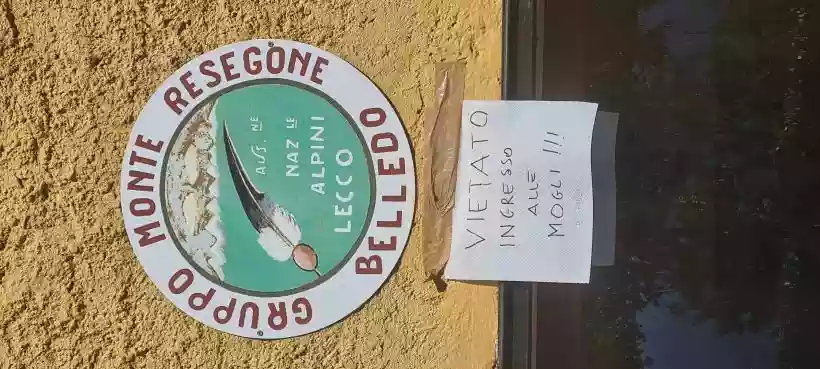 GRUPPO MONTE RESEGONE
BELLEDO
ASS. NE
NAZ LE
ALPINI
LECCO
VIETATO
INGRESSO
ALLE
MOGLI !!!